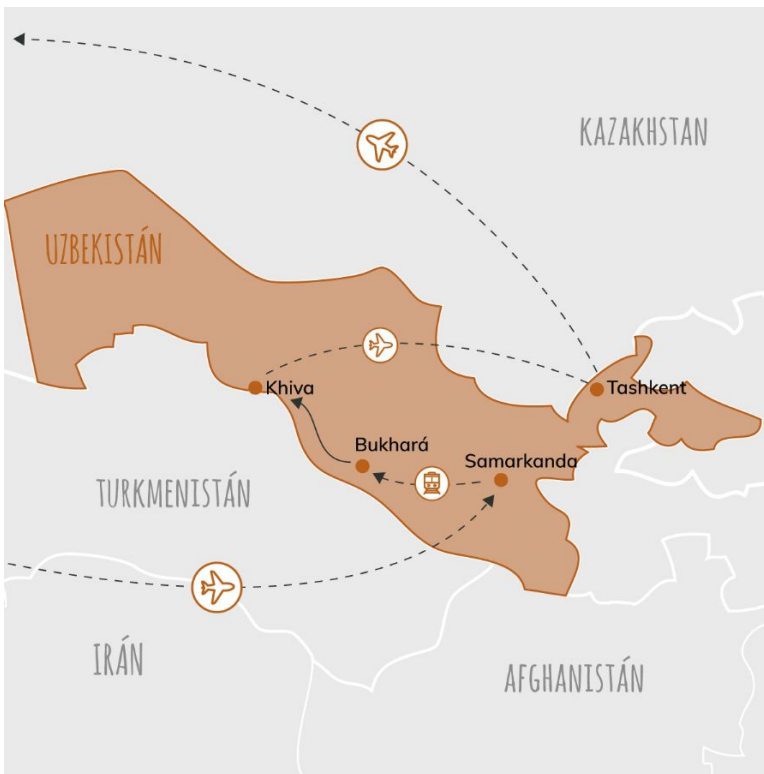 KAZAKHSTAN
UZBEKISTÁN
Khiva
Tashkent
Bukhará
Samarkanda
TURKMENISTÁN
IRÁN
AFGHANISTÁN